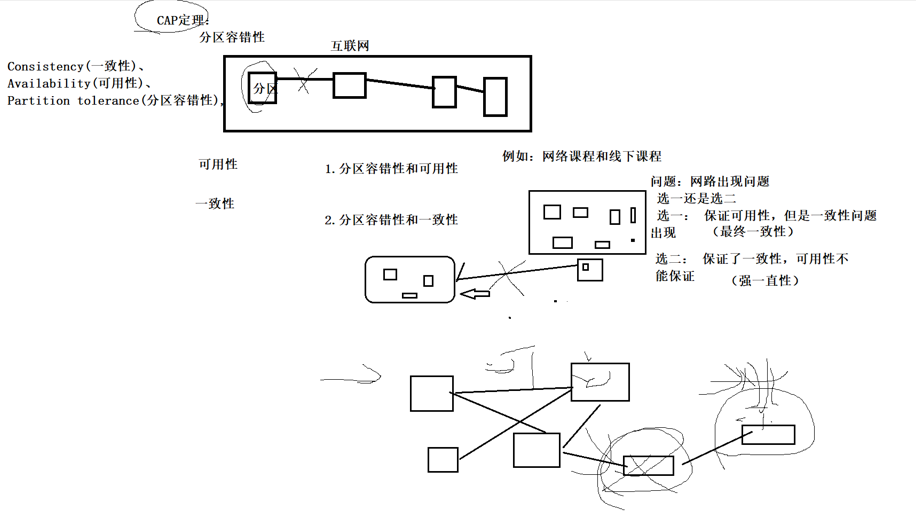 CAP定理：
分区容错性
互联网
Consistency(一致性)、
Availability(可用性)、
Partition tolerance(分区容错性),
分区
可用性
一致性
1.分区容错性和可用性
2.分区容错性和一致性
例如：网络课程和线下课程
问题：网路出现问题
选一还是选二
选一： 保证可用性，但是一致性问题
出现 （最终一致性）
选二： 保证了一致性，可用性不
能保证 （强一直性）